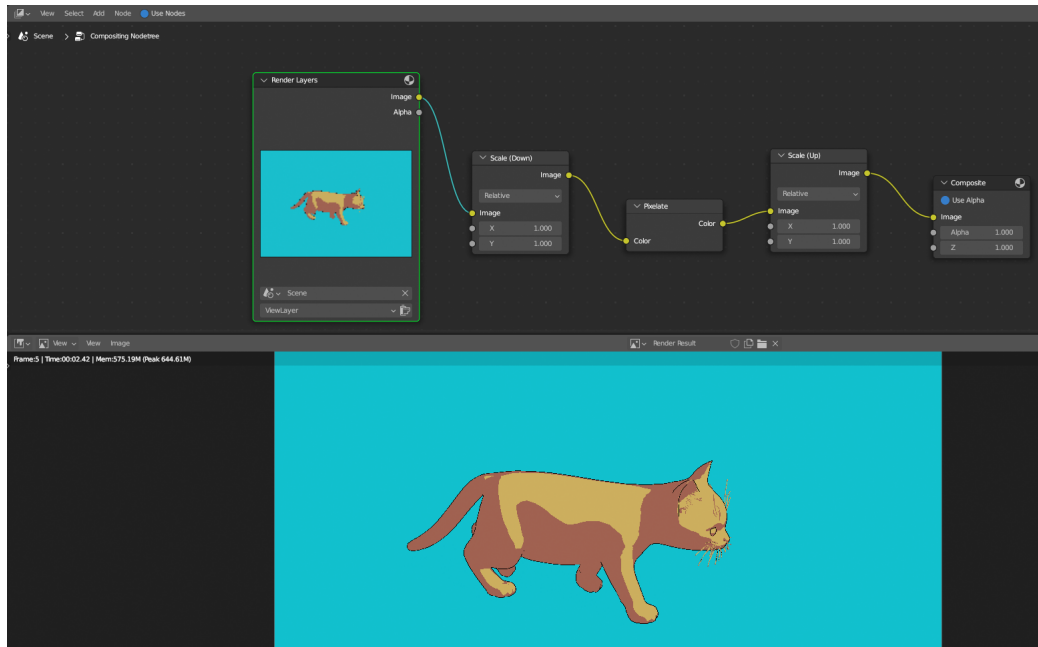 View Select Add Node Use Nodes
Scene > Compositing Nodetree
Render Layers
Image
Alpha
Scene
ViewLayer
Scale (Down)
Image
Relative
Image
X 1.000
Y 1.000
Pixelate
Color
Color
Scale (Up)
Image
Relative
Image
X 1.000
Y 1.000
Composite
Use Alpha
Image
Alpha 1.000
Z 1.000
View View Image Render Result
Frame:5 | Time:00:02.42 | Mem:575.19M (Peak 644.61M)